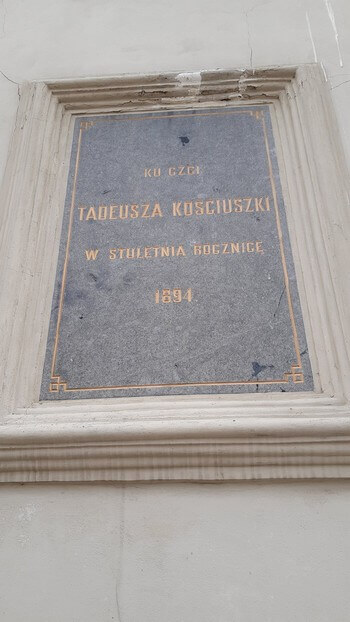 KU CZCI
TADEUSZA KOŚCIUSZKI
W STULETNIĄ ROCZNICĘ
1894.